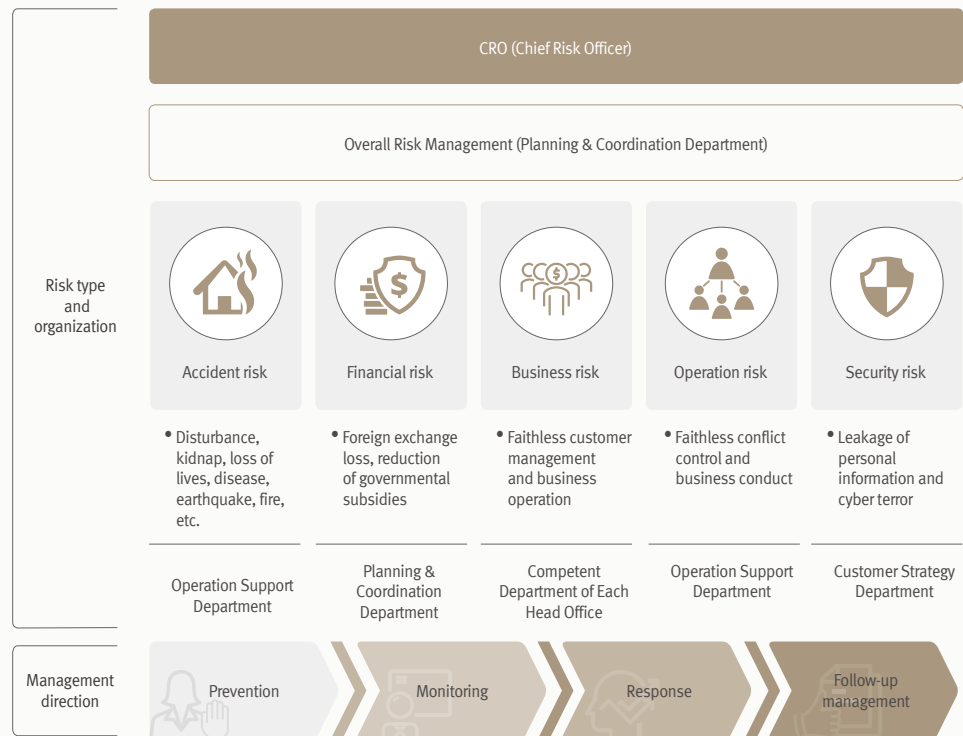 CRO (Chief Risk Officer)
Overall Risk Management (Planning & Coordination Department)
Risk type
and
organization
$
$
Accident risk
Financial risk
Business risk
Operation risk
Security risk
• Disturbance,
kidnap, loss of
lives, disease,
earthquake, fire,
etc.
• Foreign exchange
loss, reduction
of governmental
subsidies
• Faithless customer
management
and business
operation
• Faithless conflict
control and
business conduct
• Leakage of
personal
information and
cyber terror
Operation Support
Department
Planning &
Coordination
Department
Competent
Department of Each
Head Office
Operation Support
Department
Customer Strategy
Department
Management
direction
Prevention
Monitoring
Response
Follow-up
management